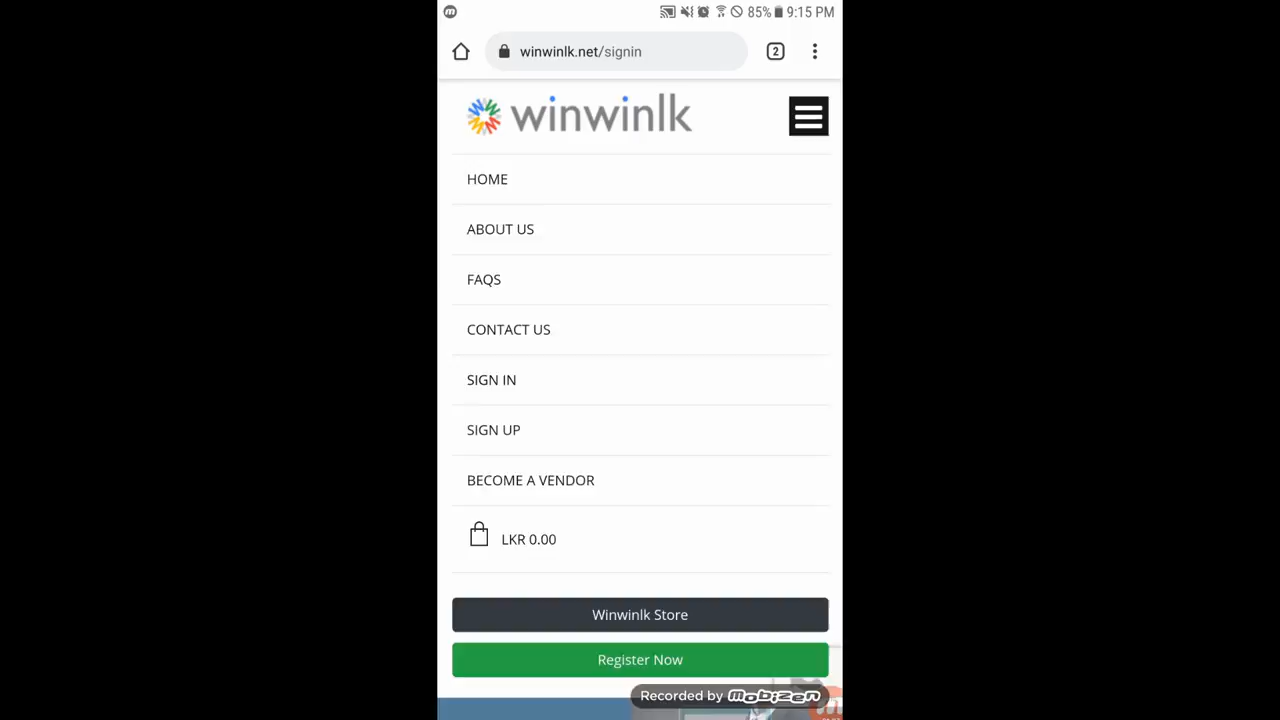 85% 9:15 PM
winwinlk.net/signin
2
winwinlk
HOME
ABOUT US
FAQS
CONTACT US
SIGN IN
SIGN UP
BECOME A VENDOR
LKR 0.00
Winwinlk Store
Register Now
Recorded by mobizen